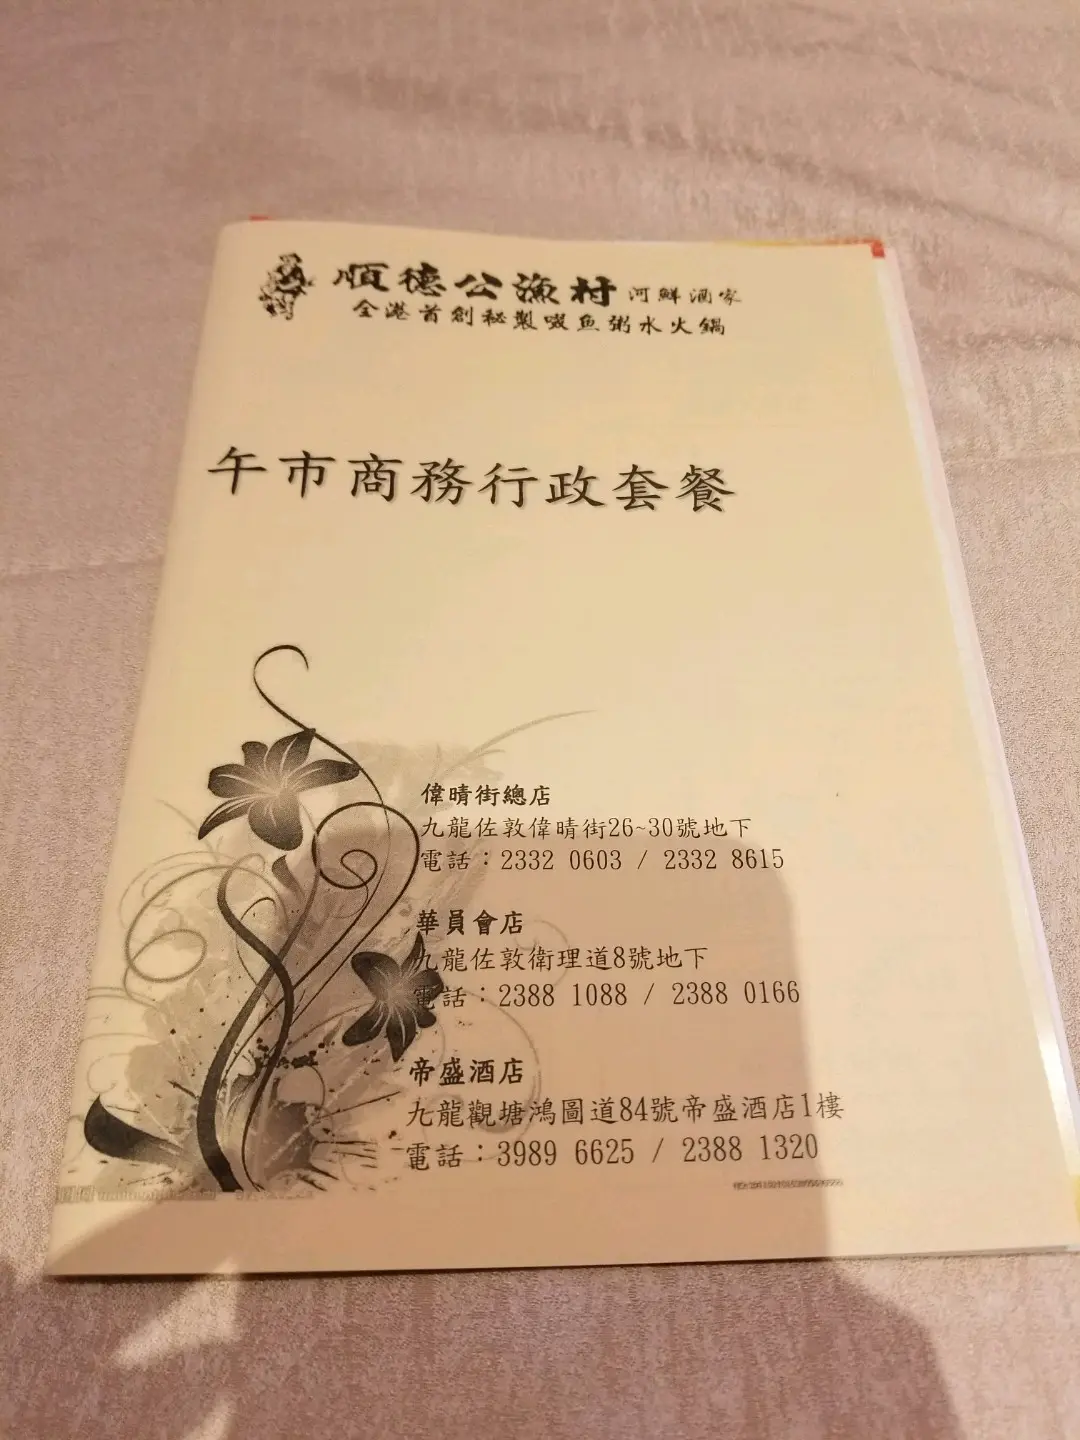 順德公漁村 河鮮酒家
全港首創秘製啜魚粥水火鍋
午市商務行政套餐
偉晴街總店
九龍佐敦偉晴街26~30號地下
電話：2332 0603 / 2332 8615
華員會店
九龍佐敦衛理道8號地下
電話：2388 1088 / 2388 0166
帝盛酒店
九龍觀塘鴻圖道84號帝盛酒店1樓
電話：3989 6625 / 2388 1320